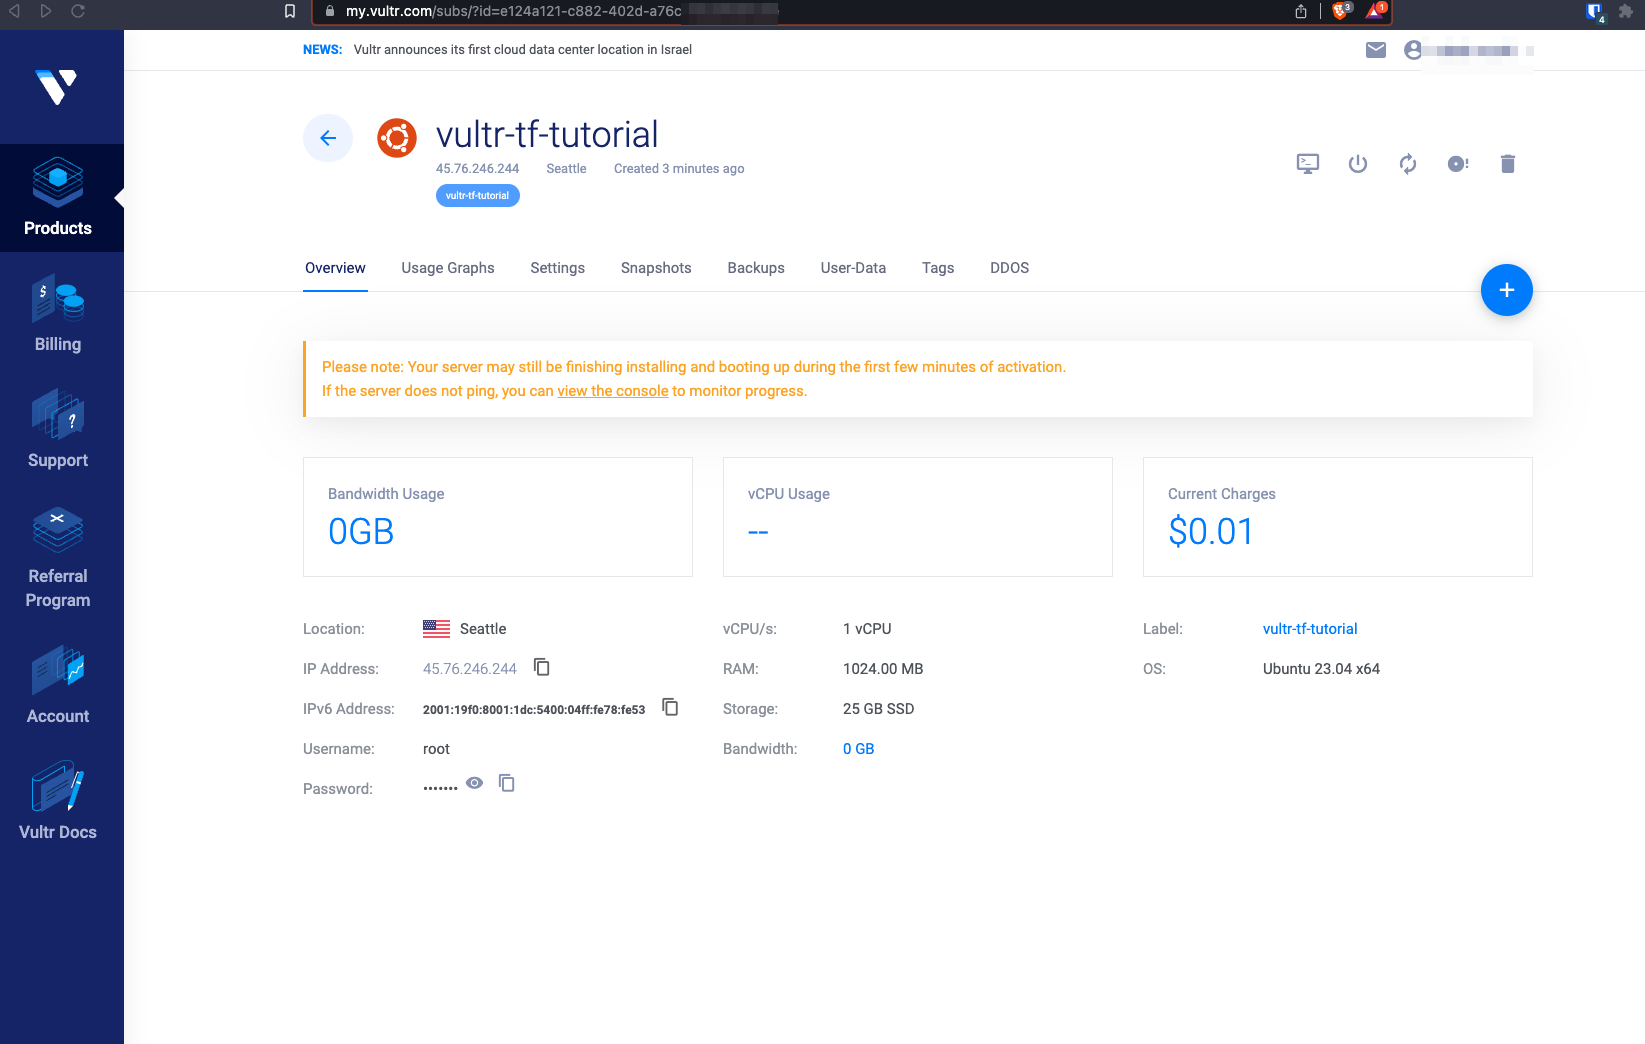 my.vultr.com/subs/?id=e124a121-c882-402d-a76c
3
1
4
NEWS: Vultr announces its first cloud data center location in Israel
vultr-tf-tutorial
45.76.246.244 Seattle Created 3 minutes ago
vultr-tf-tutorial
Products
Billing
Support
Referral
Program
Account
Vultr Docs
Overview Usage Graphs Settings Snapshots Backups User-Data Tags DDOS
+
Please note: Your server may still be finishing installing and booting up during the first few minutes of activation.
If the server does not ping, you can view the console to monitor progress.
Bandwidth Usage
0GB
vCPU Usage
--
Current Charges
$0.01
Location: Seattle
IP Address: 45.76.246.244
IPv6 Address: 2001:19f0:8001:1dc:5400:04ff:fe78:fe53
Username: root
Password: •••••••
vCPU/s: 1 vCPU
RAM: 1024.00 MB
Storage: 25 GB SSD
Bandwidth: 0 GB
Label: vultr-tf-tutorial
OS: Ubuntu 23.04 x64